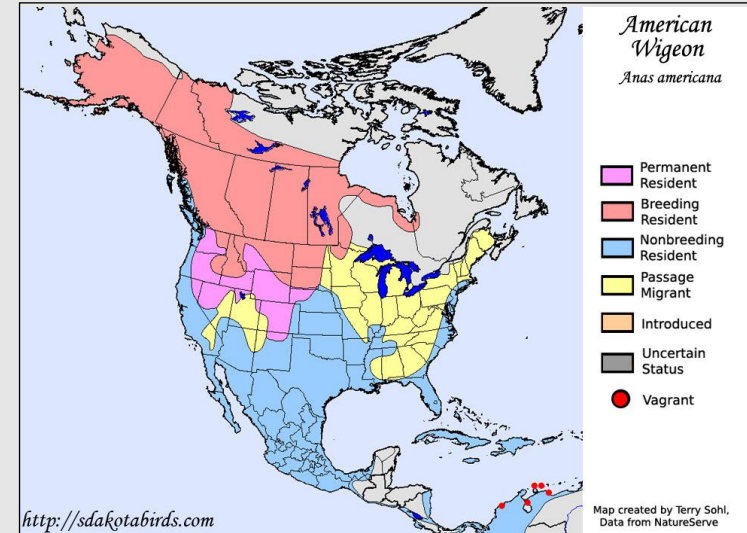 American
Wigeon
Anas americana
Permanent
Resident
Breeding
Resident
Nonbreeding
Resident
Passage
Migrant
Introduced
Uncertain
Status
Vagrant
http://sdakotabirds.com
Map created by Terry Sohl,
Data from NatureServe